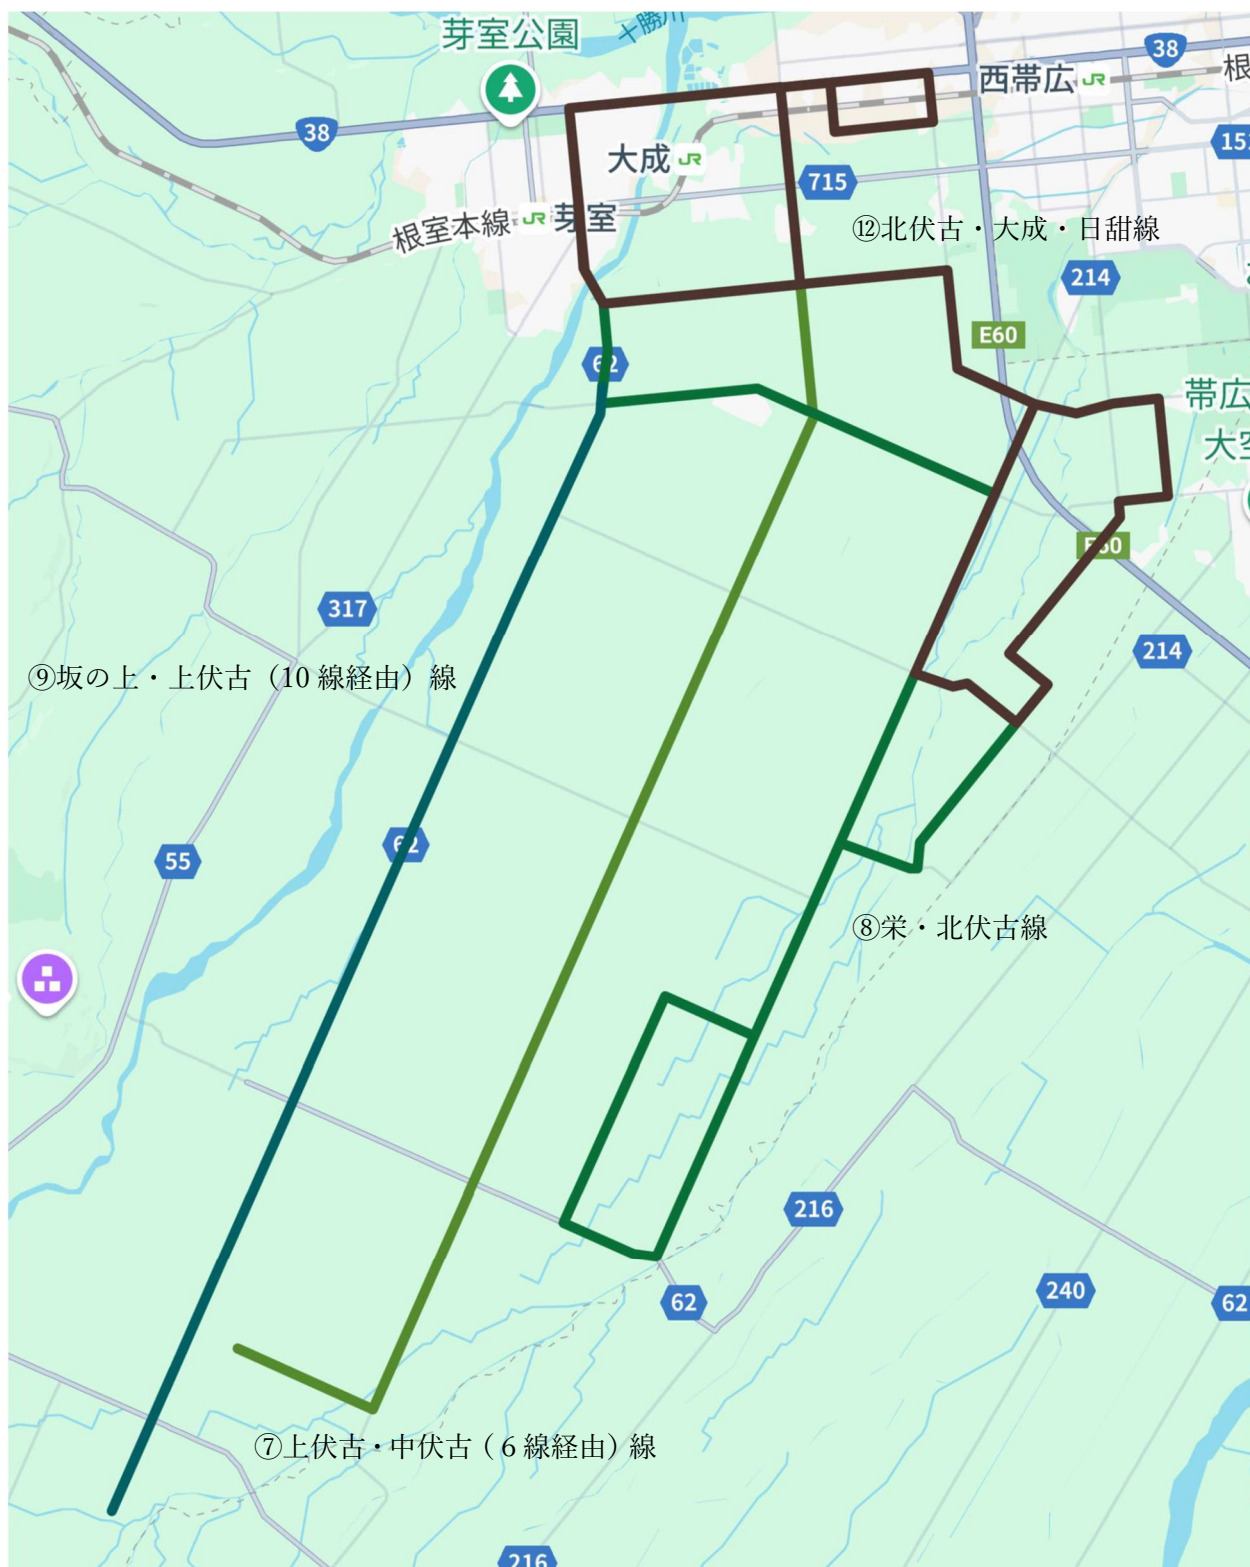 芽室公園
十勝川
38
西帯広 JR
根
38
大成 JR
151
715
根室本線
JR 芽室
⑫北伏古・大成・日甜線
214
E60
62
帯広
大空
E60
317
214
⑨坂の上・上伏古（10 線経由）線
62
55
⑧栄・北伏古線
216
240
62
62
⑦上伏古・中伏古（６線経由）線
216